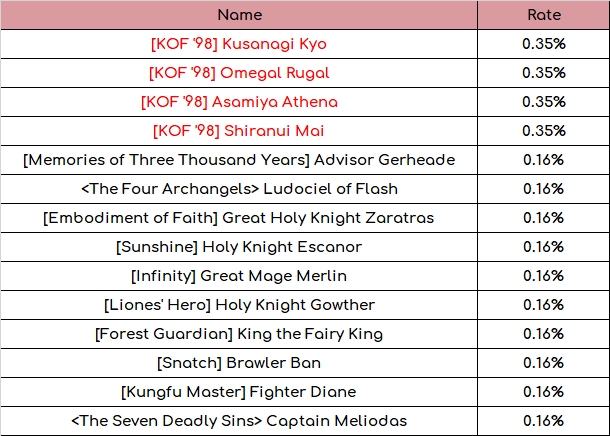 Name Rate
[KOF '98] Kusanagi Kyo 0.35%
[KOF '98] Omegal Rugal 0.35%
[KOF '98] Asamiya Athena 0.35%
[KOF '98] Shiranui Mai 0.35%
[Memories of Three Thousand Years] Advisor Gerheade 0.16%
<The Four Archangels> Ludociel of Flash 0.16%
[Embodiment of Faith] Great Holy Knight Zaratras 0.16%
[Sunshine] Holy Knight Escanor 0.16%
[Infinity] Great Mage Merlin 0.16%
[Liones' Hero] Holy Knight Gowther 0.16%
[Forest Guardian] King the Fairy King 0.16%
[Snatch] Brawler Ban 0.16%
[Kungfu Master] Fighter Diane 0.16%
<The Seven Deadly Sins> Captain Meliodas 0.16%